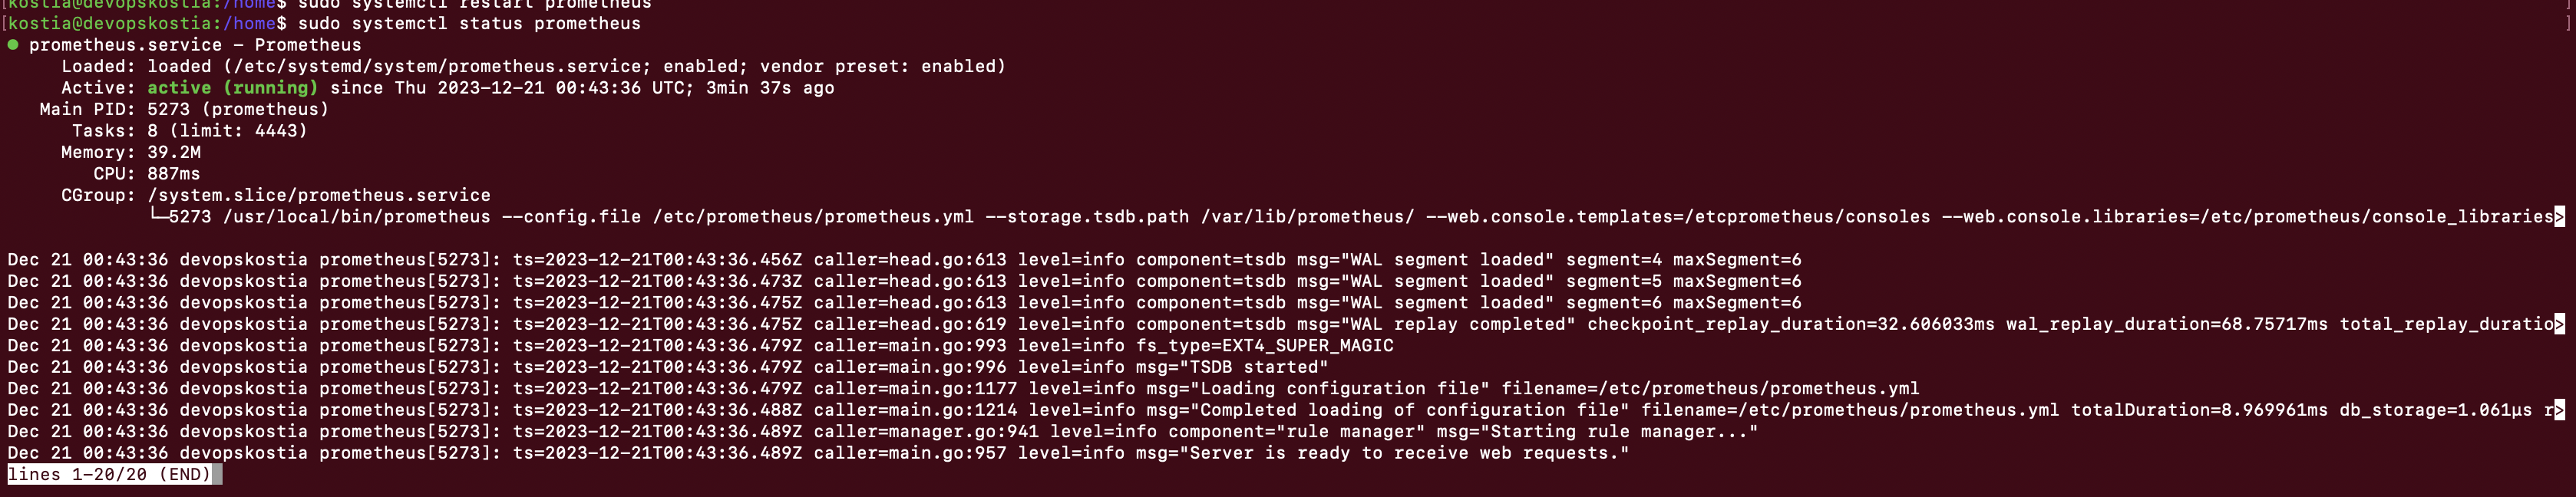 [kostia@devopskostia:/home$ sudo systemctl restart prometheus ]
[kostia@devopskostia:/home$ sudo systemctl status prometheus ]
● prometheus.service - Prometheus
Loaded: loaded (/etc/systemd/system/prometheus.service; enabled; vendor preset: enabled)
Active: active (running) since Thu 2023-12-21 00:43:36 UTC; 3min 37s ago
Main PID: 5273 (prometheus)
Tasks: 8 (limit: 4443)
Memory: 39.2M
CPU: 887ms
CGroup: /system.slice/prometheus.service
└─5273 /usr/local/bin/prometheus --config.file /etc/prometheus/prometheus.yml --storage.tsdb.path /var/lib/prometheus/ --web.console.templates=/etcprometheus/consoles --web.console.libraries=/etc/prometheus/console_libraries>
Dec 21 00:43:36 devopskostia prometheus[5273]: ts=2023-12-21T00:43:36.456Z caller=head.go:613 level=info component=tsdb msg="WAL segment loaded" segment=4 maxSegment=6
Dec 21 00:43:36 devopskostia prometheus[5273]: ts=2023-12-21T00:43:36.473Z caller=head.go:613 level=info component=tsdb msg="WAL segment loaded" segment=5 maxSegment=6
Dec 21 00:43:36 devopskostia prometheus[5273]: ts=2023-12-21T00:43:36.475Z caller=head.go:613 level=info component=tsdb msg="WAL segment loaded" segment=6 maxSegment=6
Dec 21 00:43:36 devopskostia prometheus[5273]: ts=2023-12-21T00:43:36.475Z caller=head.go:619 level=info component=tsdb msg="WAL replay completed" checkpoint_replay_duration=32.606033ms wal_replay_duration=68.75717ms total_replay_duratio>
Dec 21 00:43:36 devopskostia prometheus[5273]: ts=2023-12-21T00:43:36.479Z caller=main.go:993 level=info fs_type=EXT4_SUPER_MAGIC
Dec 21 00:43:36 devopskostia prometheus[5273]: ts=2023-12-21T00:43:36.479Z caller=main.go:996 level=info msg="TSDB started"
Dec 21 00:43:36 devopskostia prometheus[5273]: ts=2023-12-21T00:43:36.479Z caller=main.go:1177 level=info msg="Loading configuration file" filename=/etc/prometheus/prometheus.yml
Dec 21 00:43:36 devopskostia prometheus[5273]: ts=2023-12-21T00:43:36.488Z caller=main.go:1214 level=info msg="Completed loading of configuration file" filename=/etc/prometheus/prometheus.yml totalDuration=8.969961ms db_storage=1.061µs r>
Dec 21 00:43:36 devopskostia prometheus[5273]: ts=2023-12-21T00:43:36.489Z caller=manager.go:941 level=info component="rule manager" msg="Starting rule manager..."
Dec 21 00:43:36 devopskostia prometheus[5273]: ts=2023-12-21T00:43:36.489Z caller=main.go:957 level=info msg="Server is ready to receive web requests."
lines 1-20/20 (END)